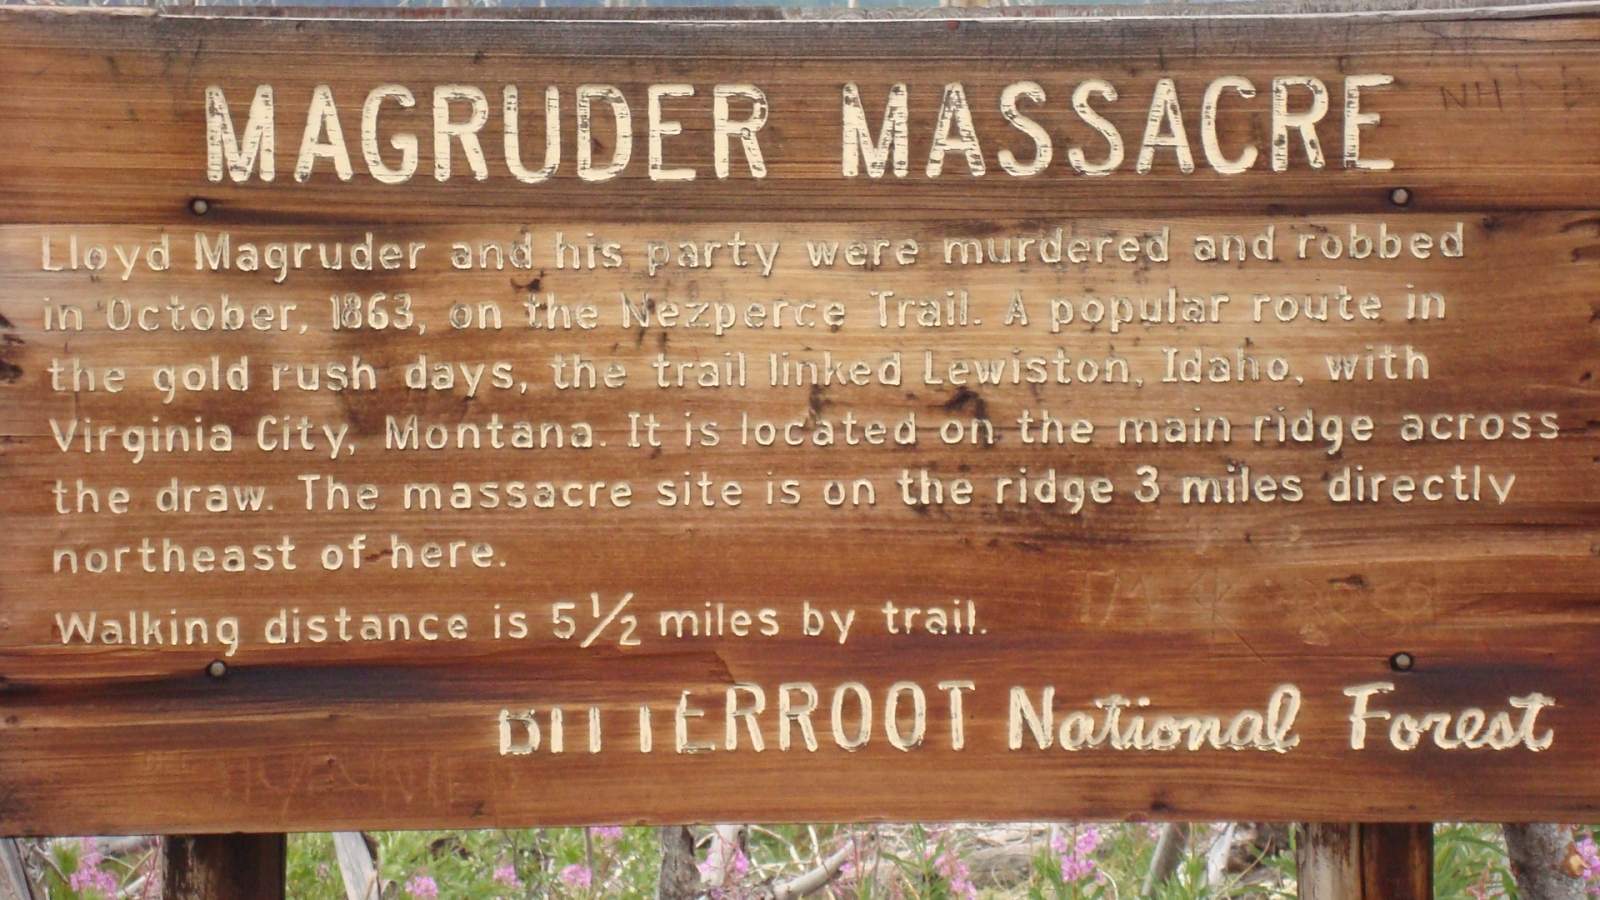 MAGRUDER MASSACRE
NH
Lloyd Magruder and his party were murdered and robbed
in October, 1863, on the Nezperce Trail. A popular route in
the gold rush days, the trail linked Lewiston, Idaho, with
Virginia City, Montana. It is located on the main ridge across
the draw. The massacre site is on the ridge 3 miles directly
northeast of here.
Walking distance is 5 1/2 miles by trail.
BITTERROOT National Forest